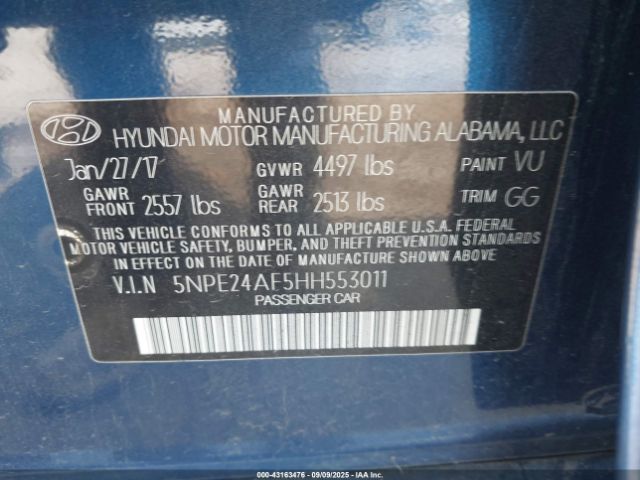 MANUFACTURED BY
HYUNDAI MOTOR MANUFACTURING ALABAMA, LLC
Jan/27/17 GVWR 4497 lbs PAINT VU
GAWR FRONT 2557 lbs GAWR REAR 2513 lbs TRIM GG
THIS VEHICLE CONFORMS TO ALL APPLICABLE U.S.A. FEDERAL
MOTOR VEHICLE SAFETY, BUMPER, AND THEFT PREVENTION STANDARDS
IN EFFECT ON THE DATE OF MANUFACTURE SHOWN ABOVE.
V.I.N 5NPE24AF5HH553011
PASSENGER CAR
00-43163476 - 09/09/2025 - © IAA, Inc.